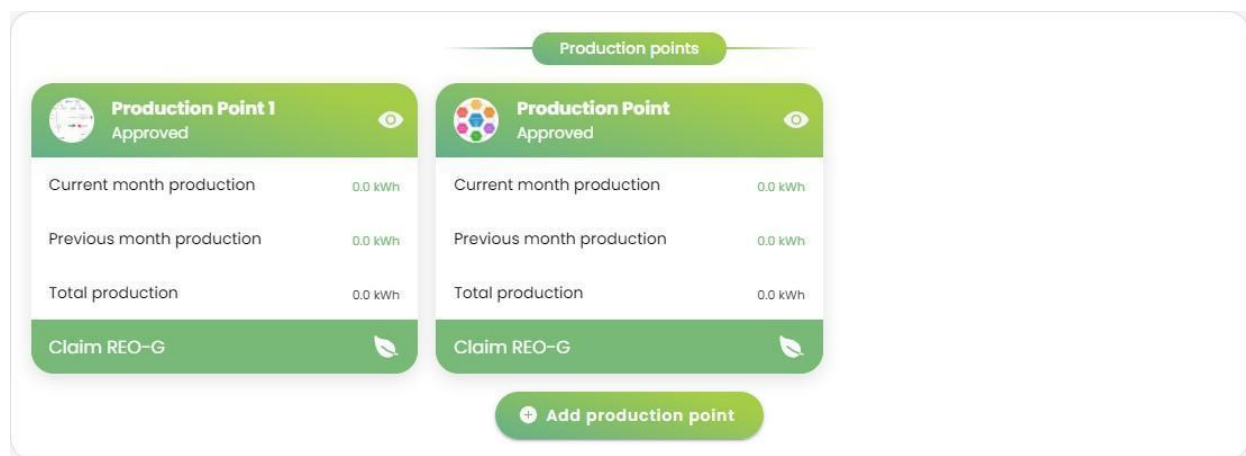 Production points
Production Point 1
Approved
Current month production 0.0 kWh
Previous month production 0.0 kWh
Total production 0.0 kWh
Claim REO-G
Production Point
Approved
Current month production 0.0 kWh
Previous month production 0.0 kWh
Total production 0.0 kWh
Claim REO-G
Add production point